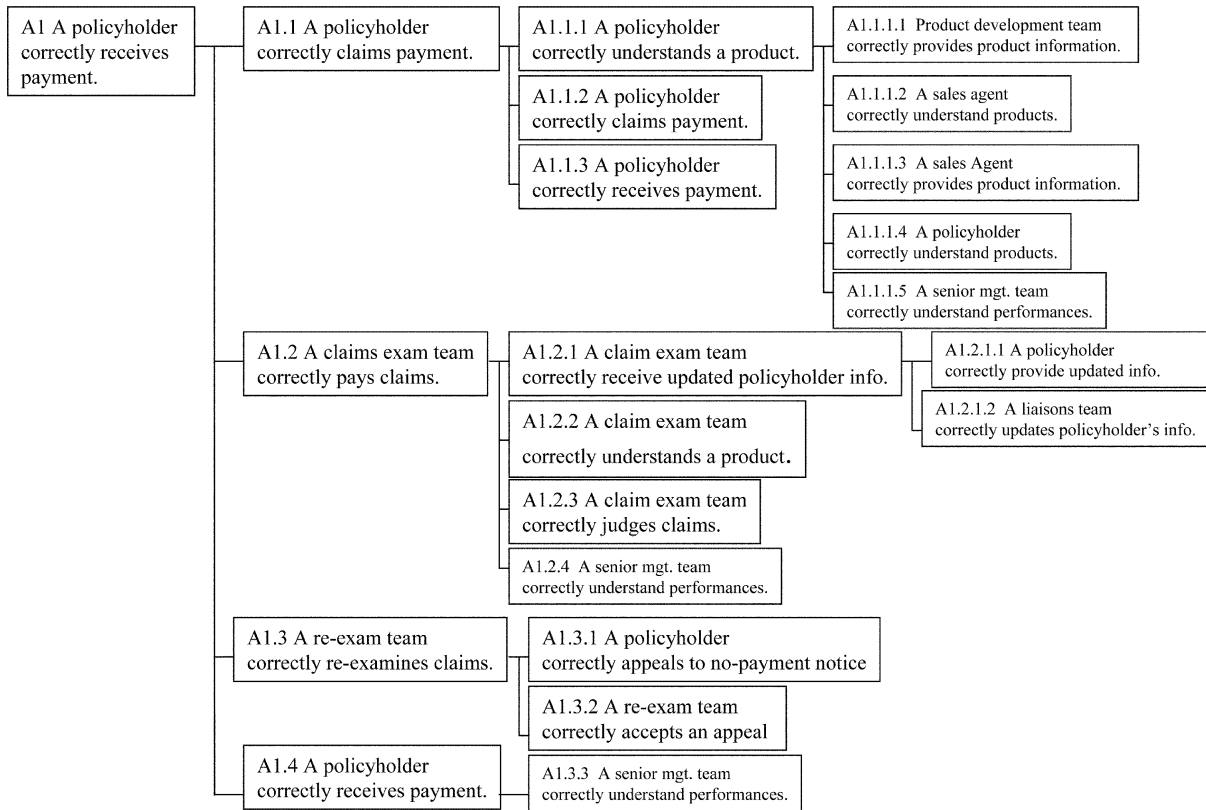 A1 A policyholder
correctly receives
payment.
A1.1 A policyholder
correctly claims payment.
A1.1.1 A policyholder
correctly understands a product.
A1.1.1.1 Product development team
correctly provides product information.
A1.1.1.2 A sales agent
correctly understand products.
A1.1.1.3 A sales Agent
correctly provides product information.
A1.1.1.4 A policyholder
correctly understand products.
A1.1.1.5 A senior mgt. team
correctly understand performances.
A1.1.2 A policyholder
correctly claims payment.
A1.1.3 A policyholder
correctly receives payment.
A1.2 A claims exam team
correctly pays claims.
A1.2.1 A claim exam team
correctly receive updated policyholder info.
A1.2.1.1 A policyholder
correctly provide updated info.
A1.2.1.2 A liaisons team
correctly updates policyholder's info.
A1.2.2 A claim exam team
correctly understands a product.
A1.2.3 A claim exam team
correctly judges claims.
A1.2.4 A senior mgt. team
correctly understand performances.
A1.3 A re-exam team
correctly re-examines claims.
A1.3.1 A policyholder
correctly appeals to no-payment notice
A1.3.2 A re-exam team
correctly accepts an appeal
A1.4 A policyholder
correctly receives payment.
A1.3.3 A senior mgt. team
correctly understand performances.